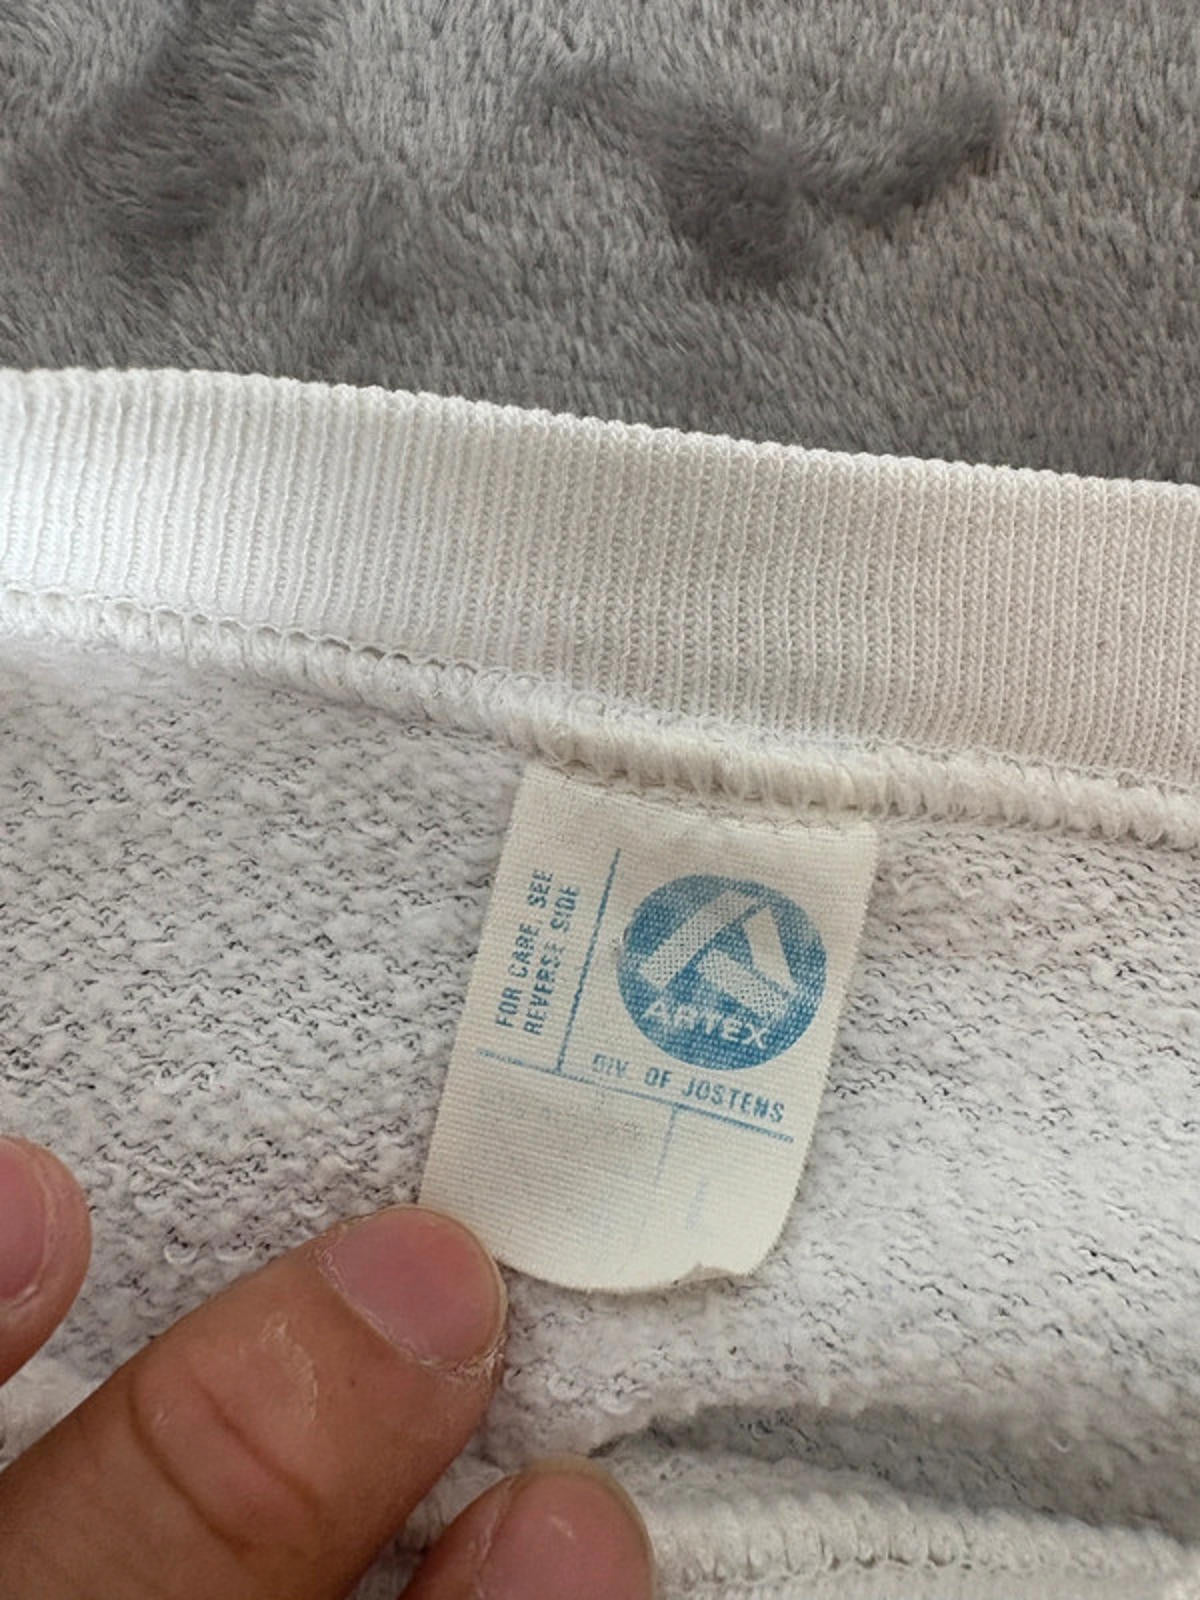 FOR CARE SEE
REVERSE SIDE
ARTEX
DIV. OF JOSTENS